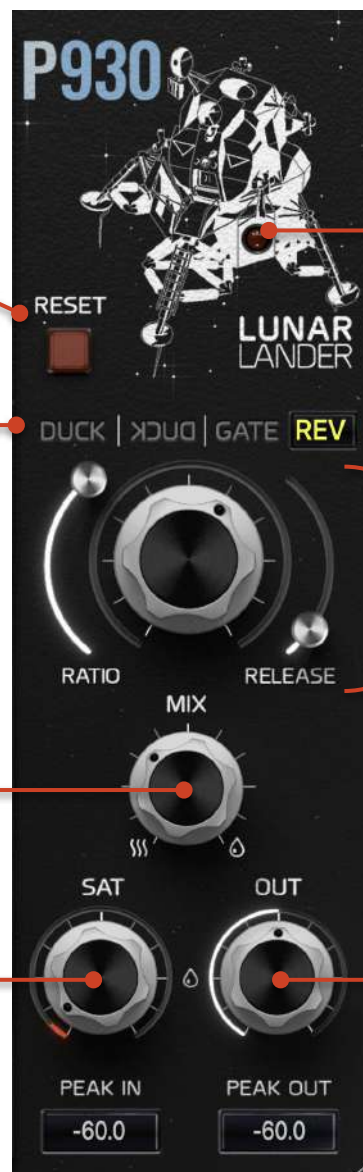 P930
RESET
LUNAR
LANDER
DUCK | DUCK | GATE REV
RATIO RELEASE
MIX
SAT OUT
PEAK IN PEAK OUT
-60.0 -60.0